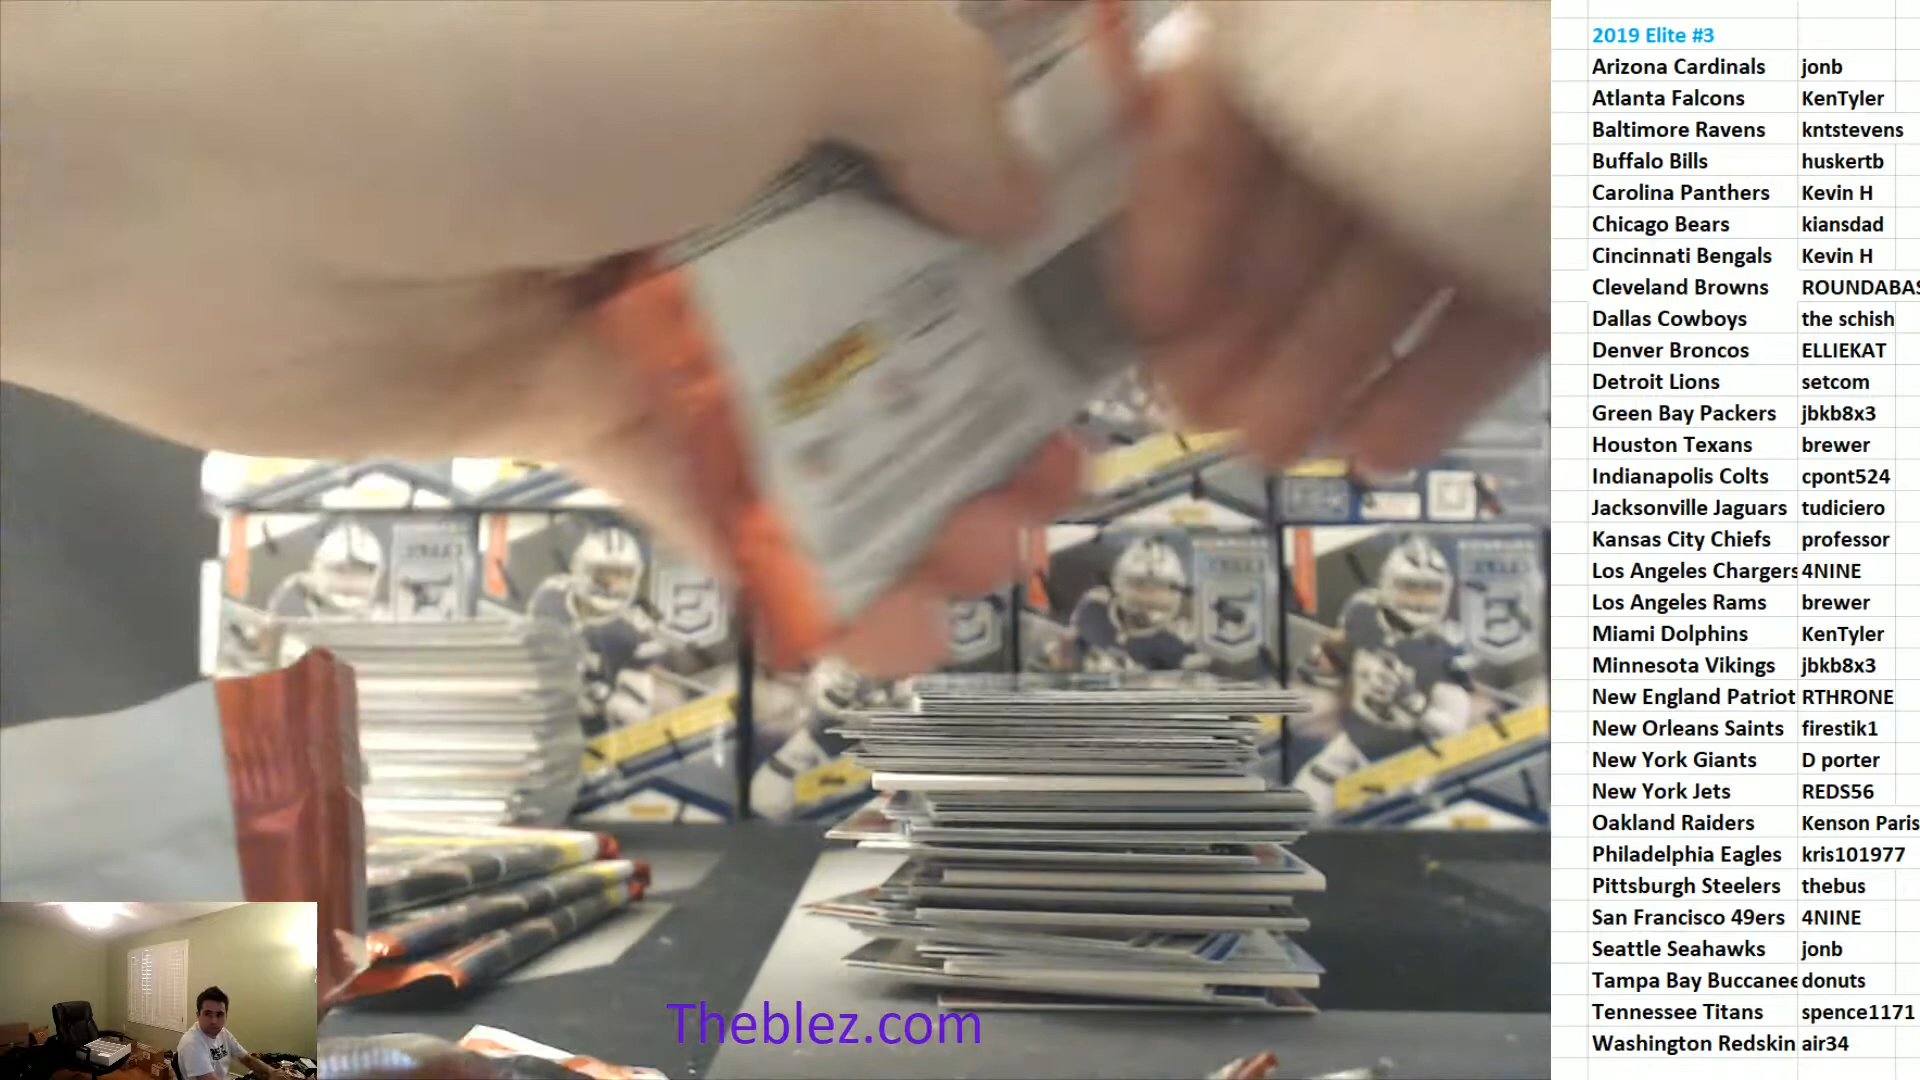 2019 Elite #3
Arizona Cardinals jonb
Atlanta Falcons KenTyler
Baltimore Ravens kntstevens
Buffalo Bills huskertb
Carolina Panthers Kevin H
Chicago Bears kiansdad
Cincinnati Bengals Kevin H
Cleveland Browns ROUNDABAS
Dallas Cowboys the schish
Denver Broncos ELLIEKAT
Detroit Lions setcom
Green Bay Packers jbkb8x3
Houston Texans brewer
Indianapolis Colts cpont524
Jacksonville Jaguars tudiciero
Kansas City Chiefs professor
Los Angeles Chargers 4NINE
Los Angeles Rams brewer
Miami Dolphins KenTyler
Minnesota Vikings jbkb8x3
New England Patriot RTHRONE
New Orleans Saints firestik1
New York Giants D porter
New York Jets REDS56
Oakland Raiders Kenson Paris
Philadelphia Eagles kris101977
Pittsburgh Steelers thebus
San Francisco 49ers 4NINE
Seattle Seahawks jonb
Tampa Bay Buccanee donuts
Tennessee Titans spence1171
Washington Redskin air34
Theblez.com